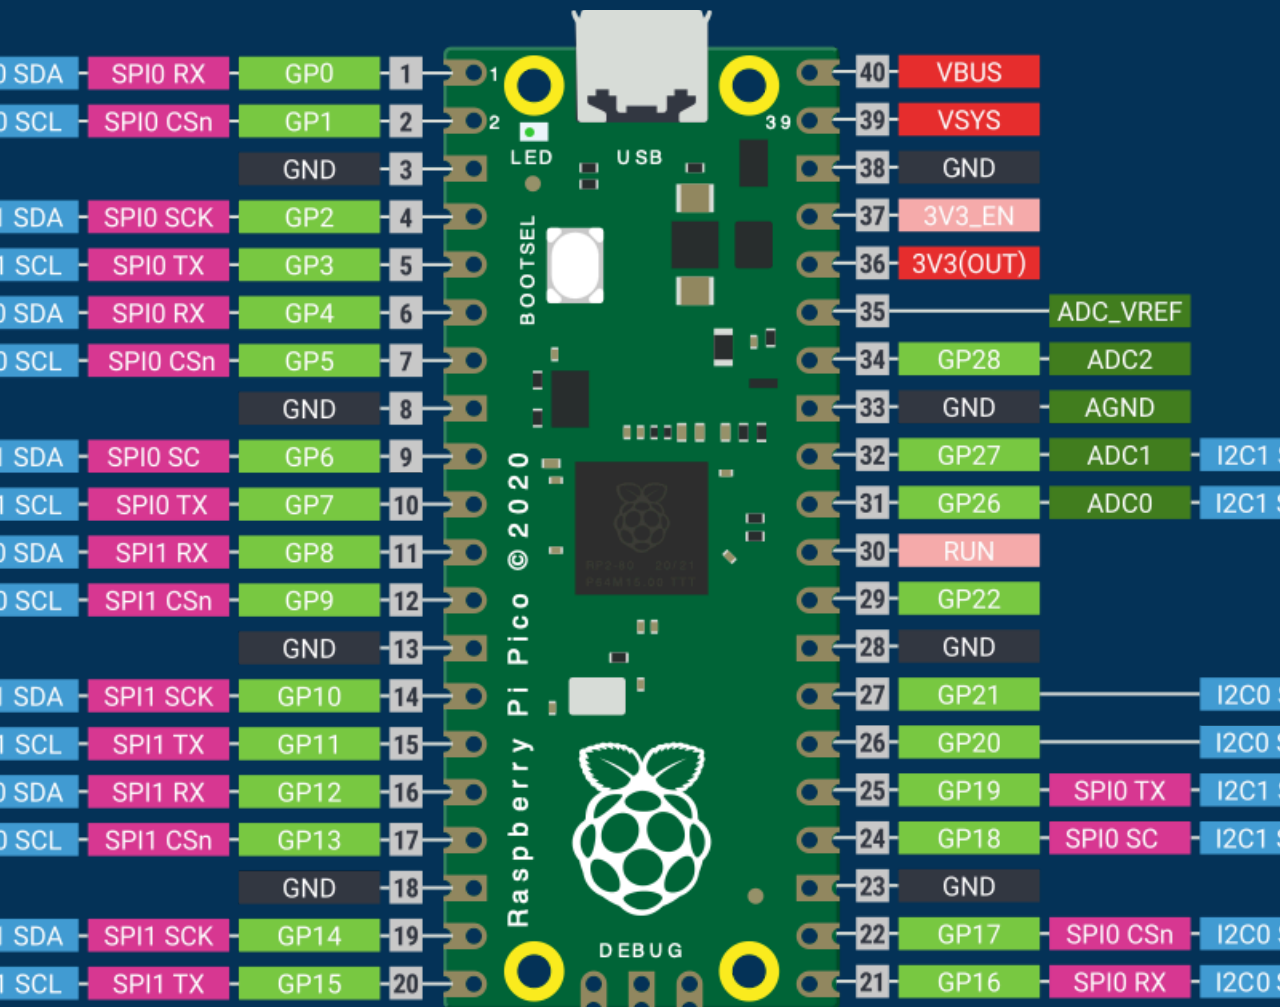 0 SDA SPI0 RX GP0 1 1 40 VBUS
0 SCL SPI0 CSn GP1 2 2 39 39 VSYS
GND 3 LED USB 38 GND
1 SDA SPI0 SCK GP2 4 37 3V3_EN
1 SCL SPI0 TX GP3 5 36 3V3(OUT)
BOOTSEL
0 SDA SPI0 RX GP4 6 35 ADC_VREF
0 SCL SPI0 CSn GP5 7 34 GP28 ADC2
GND 8 33 GND AGND
1 SDA SPI0 SC GP6 9 32 GP27 ADC1 I2C1 S
1 SCL SPI0 TX GP7 10 31 GP26 ADC0 I2C1 S
0 SDA SPI1 RX GP8 11 30 RUN
RP2-B0 20/21
P64M15.00 TTT
0 SCL SPI1 CSn GP9 12 29 GP22
GND 13 28 GND
1 SDA SPI1 SCK GP10 14 27 GP21 I2C0 S
1 SCL SPI1 TX GP11 15 26 GP20 I2C0 S
Raspberry Pi Pico © 2020
0 SDA SPI1 RX GP12 16 25 GP19 SPI0 TX I2C1 S
0 SCL SPI1 CSn GP13 17 24 GP18 SPI0 SC I2C1 S
GND 18 23 GND
1 SDA SPI1 SCK GP14 19 22 GP17 SPI0 CSn I2C0 S
DEBUG
1 SCL SPI1 TX GP15 20 21 GP16 SPI0 RX I2C0 S